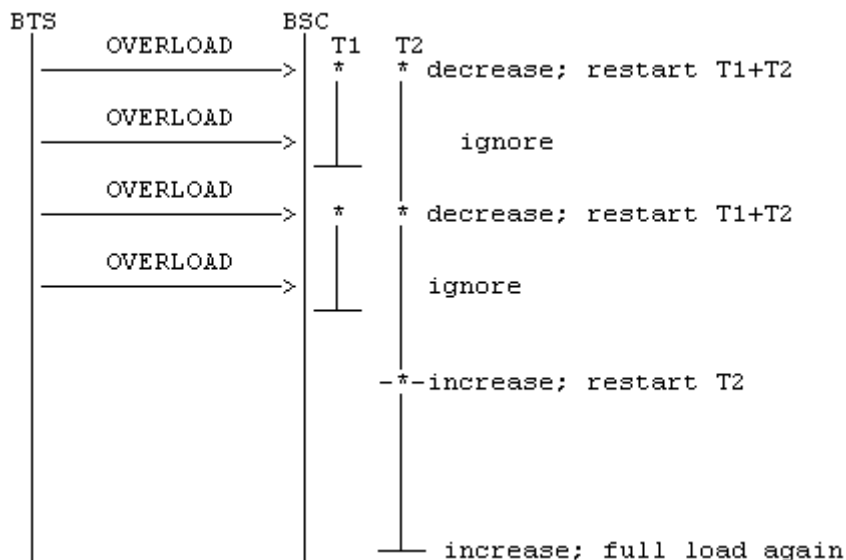 BTS BSC
OVERLOAD T1 T2
* * decrease; restart T1+T2
OVERLOAD
ignore
OVERLOAD
* * decrease; restart T1+T2
OVERLOAD
ignore
-*-increase; restart T2
increase; full load again